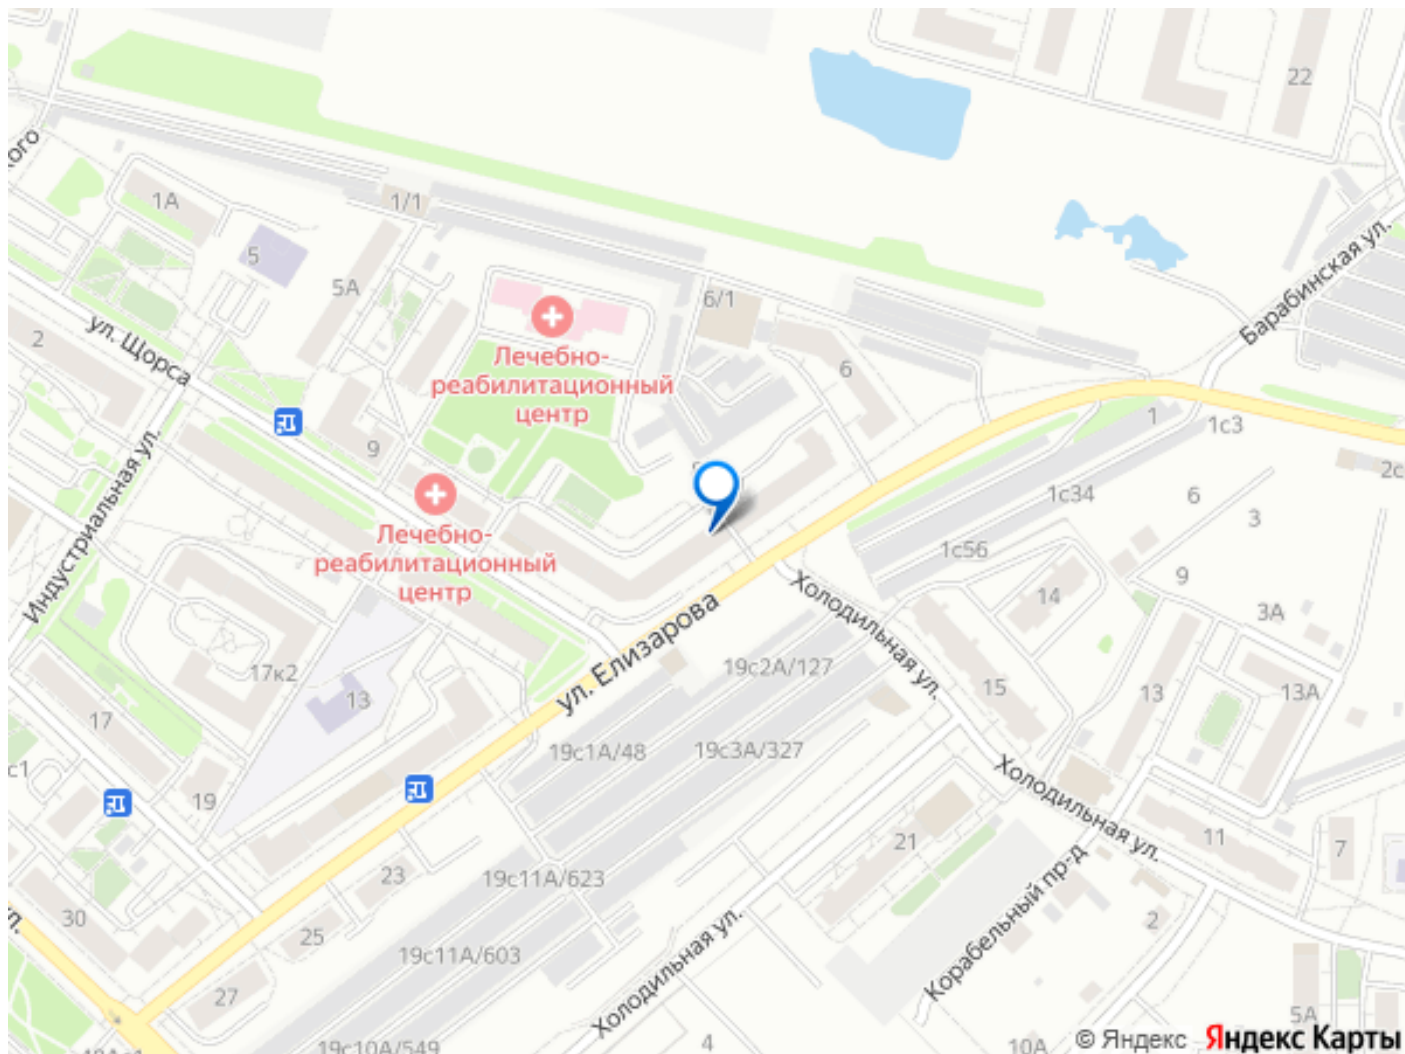 22
кого
1А
1/1
5
5А
6/1
Барабинская ул.
ул. Щорса
2
Лечебно-
реабилитационный
центр
6
1
1с3
9
2с
1с34
6
3
Индустриальная ул.
Лечебно-
реабилитационный
центр
1с56
9
14
3А
Холодильная ул.
ул. Елизарова
17к2
13
19с2А/127
15
13
13А
17
19с1А/48
19с3А/327
с1
19
Холодильная ул.
21
11
7
23
19с11А/623
Корабельный пр-д
30
25
2
19с11А/603
Холодильная ул.
27
5А
4
10А
19с10А/549
© Яндекс Яндекс Карты